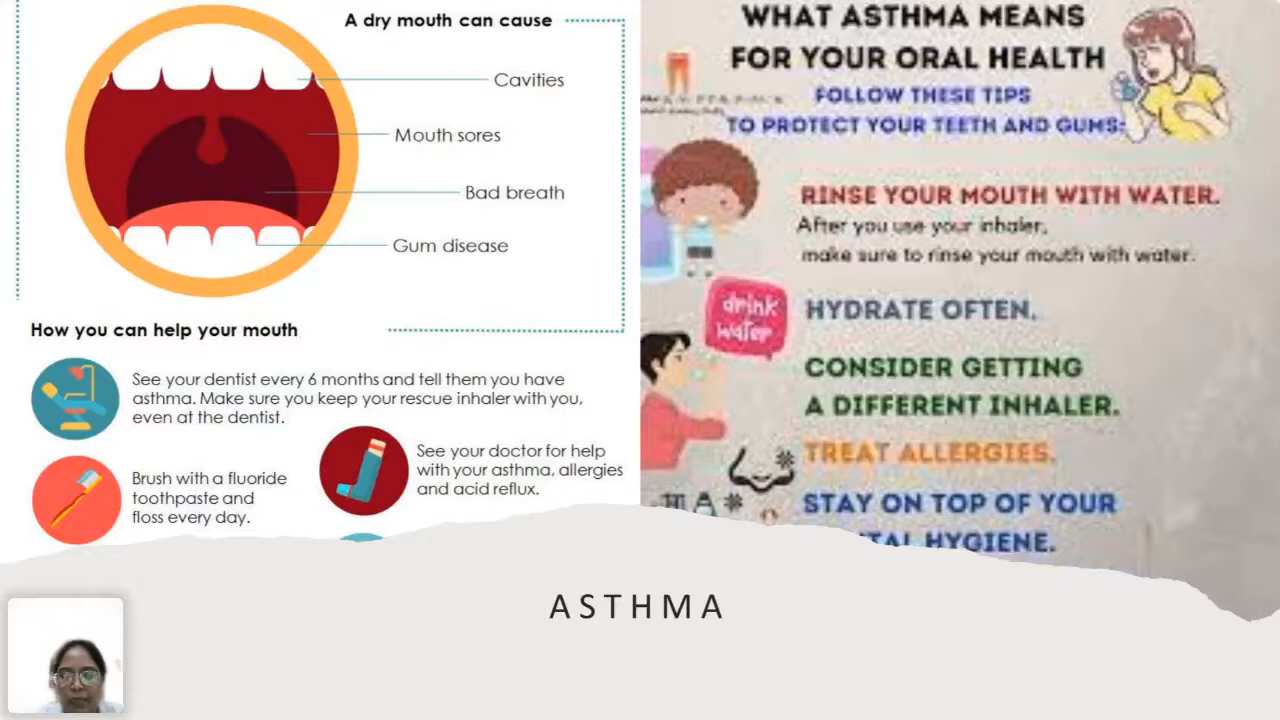 A dry mouth can cause
Cavities
Mouth sores
Bad breath
Gum disease
How you can help your mouth
See your dentist every 6 months and tell them you have
asthma. Make sure you keep your rescue inhaler with you,
even at the dentist.
See your doctor for help
with your asthma, allergies
and acid reflux.
Brush with a fluoride
toothpaste and
floss every day.
WHAT ASTHMA MEANS
FOR YOUR ORAL HEALTH
FOLLOW THESE TIPS
TO PROTECT YOUR TEETH AND GUMS:
RINSE YOUR MOUTH WITH WATER.
After you use your inhaler,
make sure to rinse your mouth with water.
drink
water
HYDRATE OFTEN.
CONSIDER GETTING
A DIFFERENT INHALER.
TREAT ALLERGIES.
STAY ON TOP OF YOUR
HYGIENE.
ASTHMA